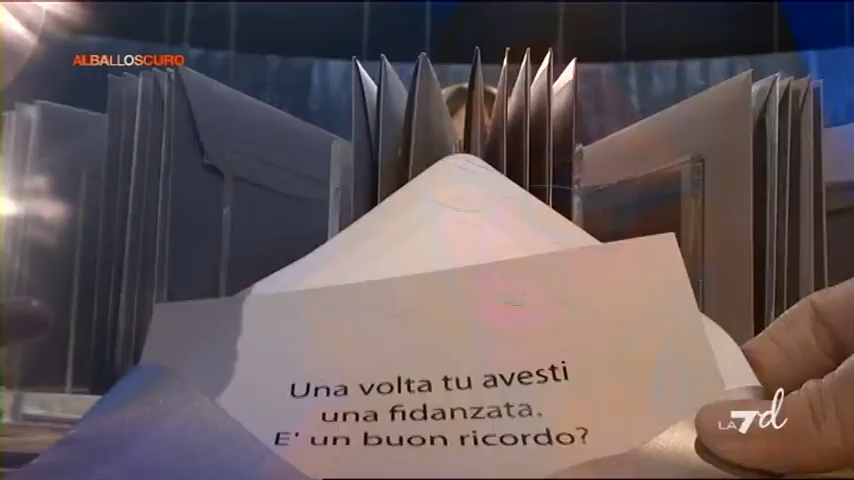 ALBALLOSCURO
Una volta tu avesti
una fidanzata.
E' un buon ricordo?
LA7d